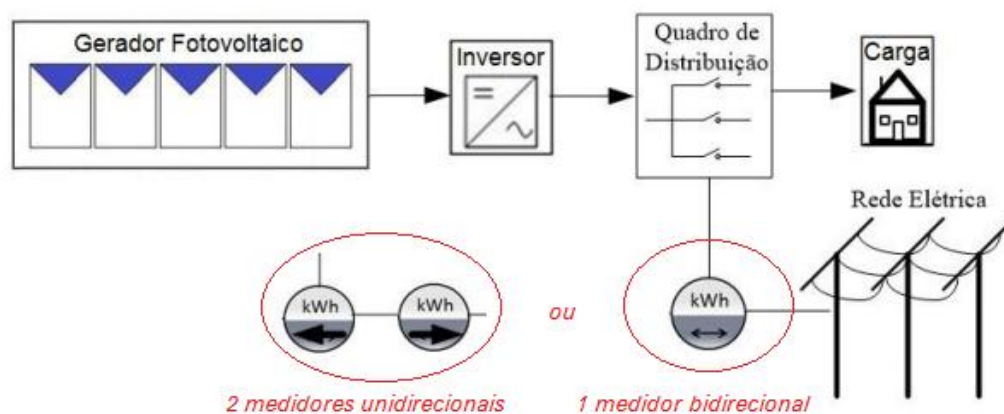 Gerador Fotovoltaico
Inversor
Quadro de
Distribuição
Carga
Rede Elétrica
kWh
kWh
ou
kWh
2 medidores unidirecionais
1 medidor bidirecional